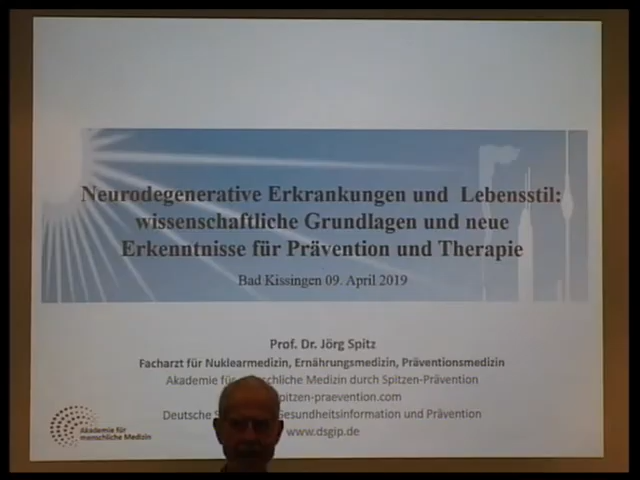 Neurodegenerative Erkrankungen und Lebensstil:
wissenschaftliche Grundlagen und neue
Erkenntnisse für Prävention und Therapie
Bad Kissingen 09. April 2019
Prof. Dr. Jörg Spitz
Facharzt für Nuklearmedizin, Ernährungsmedizin, Präventionsmedizin
Akademie für menschliche Medizin durch Spitzen-Prävention
spitzen-praevention.com
Deutsche Gesundheitsinformation und Prävention
www.dsgip.de
Akademie für
menschliche Medizin